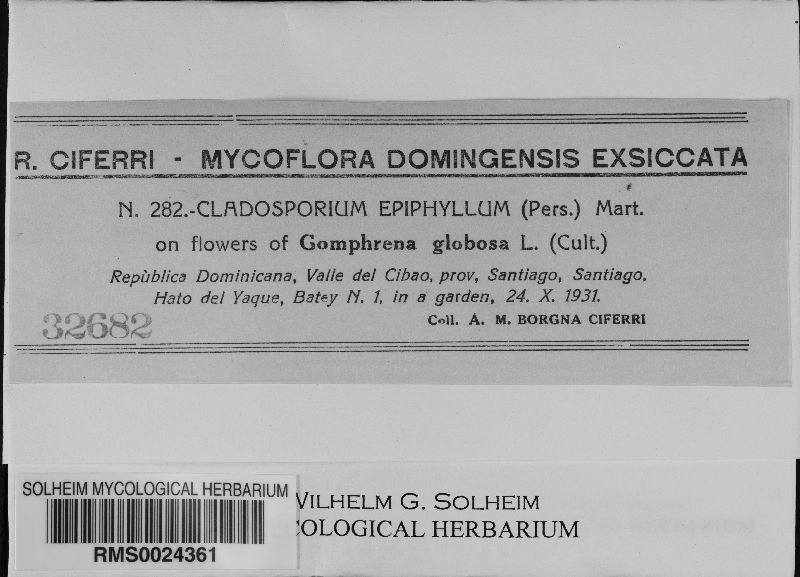 R. CIFERRI - MYCOFLORA DOMINGENSIS EXSICCATA
N. 282.-CLADOSPORIUM EPIPHYLLUM (Pers.) Mart.
on flowers of Gomphrena globosa L. (Cult.)
Repùblica Dominicana, Valle del Cibao, prov, Santiago, Santiago,
Hato del Yaque, Batey N. 1, in a garden, 24. X. 1931.
32682
Coll. A. M. BORGNA CIFERRI
SOLHEIM MYCOLOGICAL HERBARIUM
RMS0024361
VILHELM G. SOLHEIM
COLOGICAL HERBARIUM